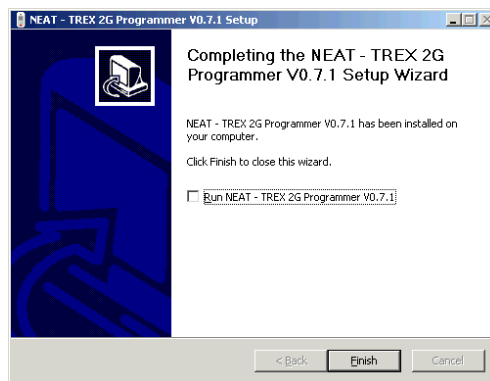 NEAT - TREX 2G Programmer V0.7.1 Setup
Completing the NEAT - TREX 2G
Programmer V0.7.1 Setup Wizard
NEAT - TREX 2G Programmer V0.7.1 has been installed on
your computer.
Click Finish to close this wizard.
Run NEAT - TREX 2G Programmer V0.7.1
< Back
Finish
Cancel